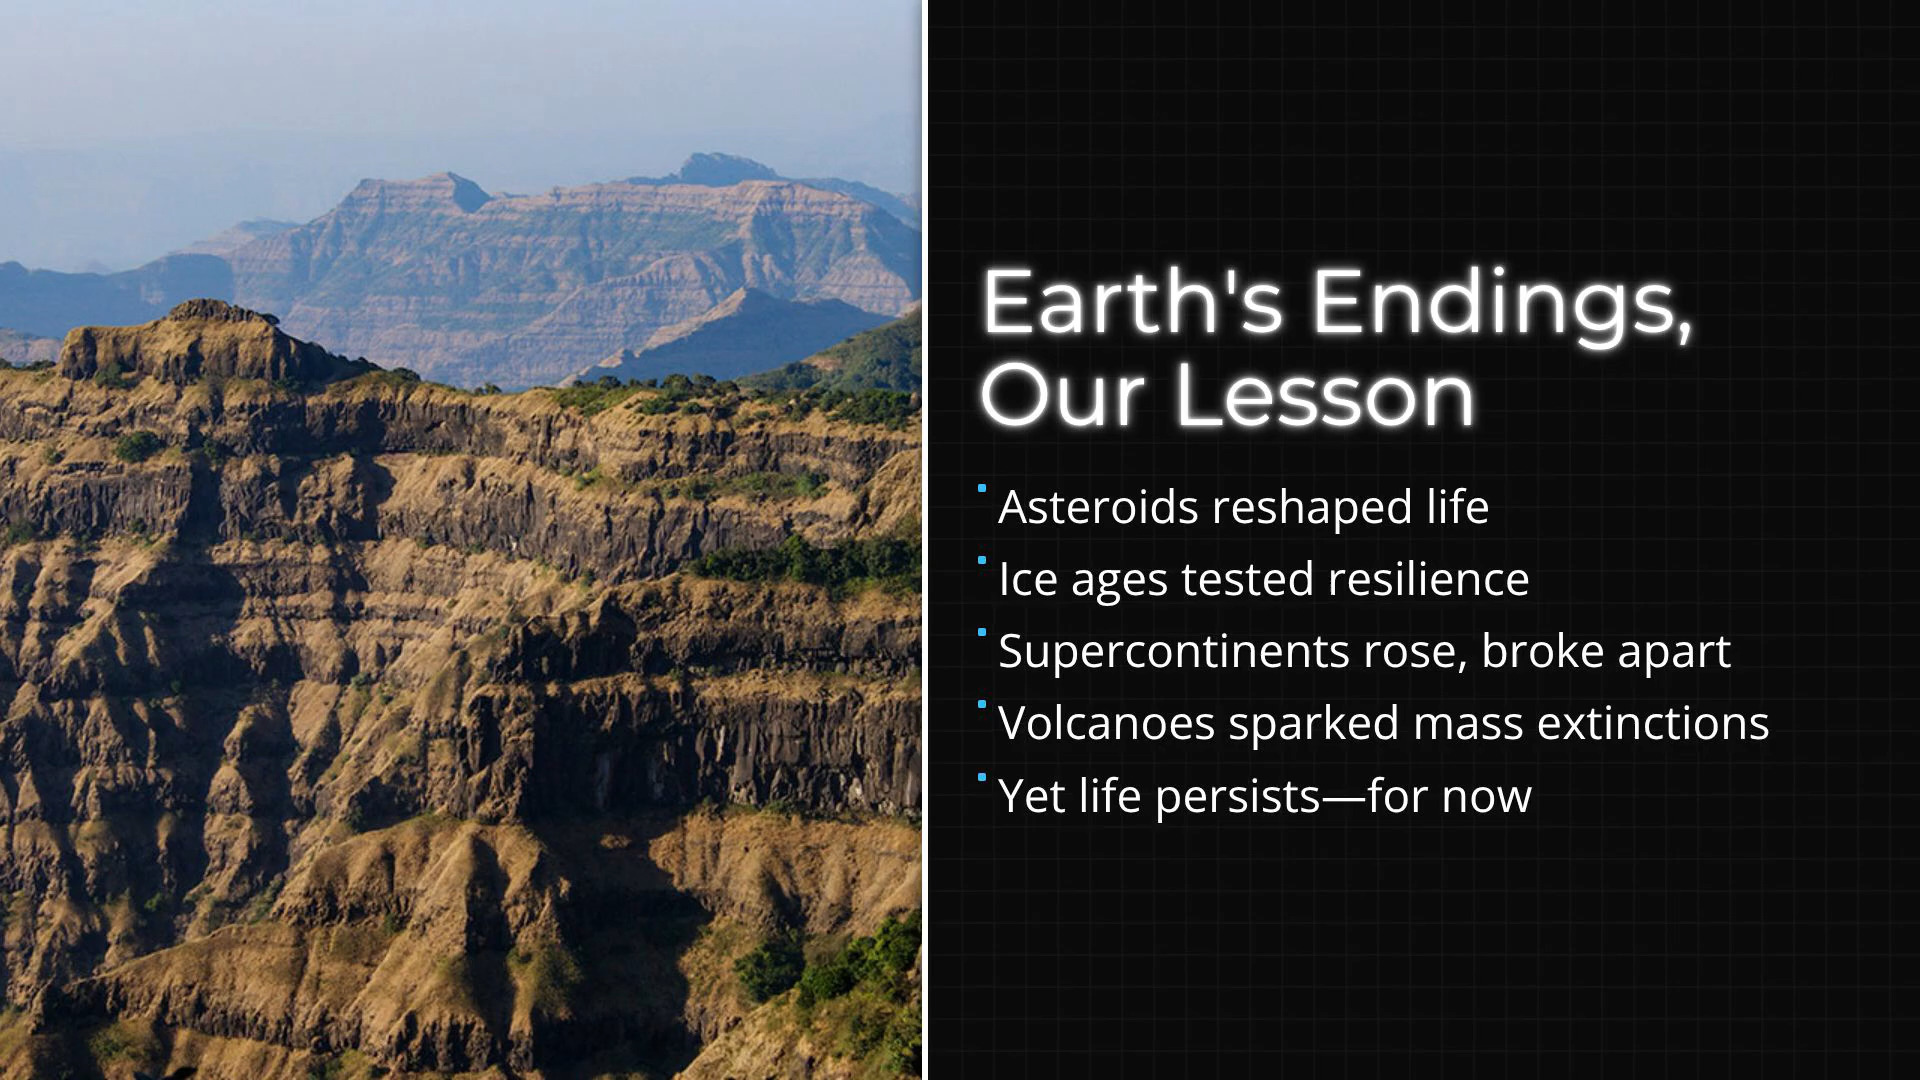 Earth's Endings,
Our Lesson
Asteroids reshaped life
Ice ages tested resilience
Supercontinents rose, broke apart
Volcanoes sparked mass extinctions
Yet life persists—for now